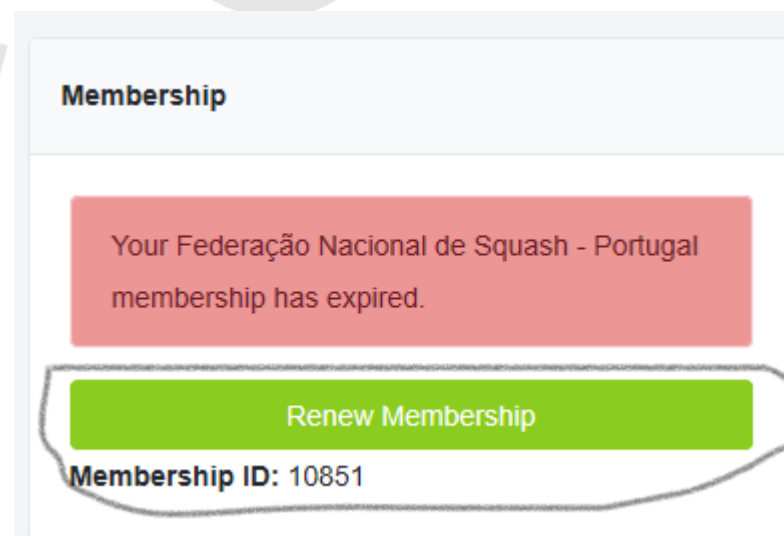 Membership
Your Federação Nacional de Squash - Portugal
membership has expired.
Renew Membership
Membership ID: 10851